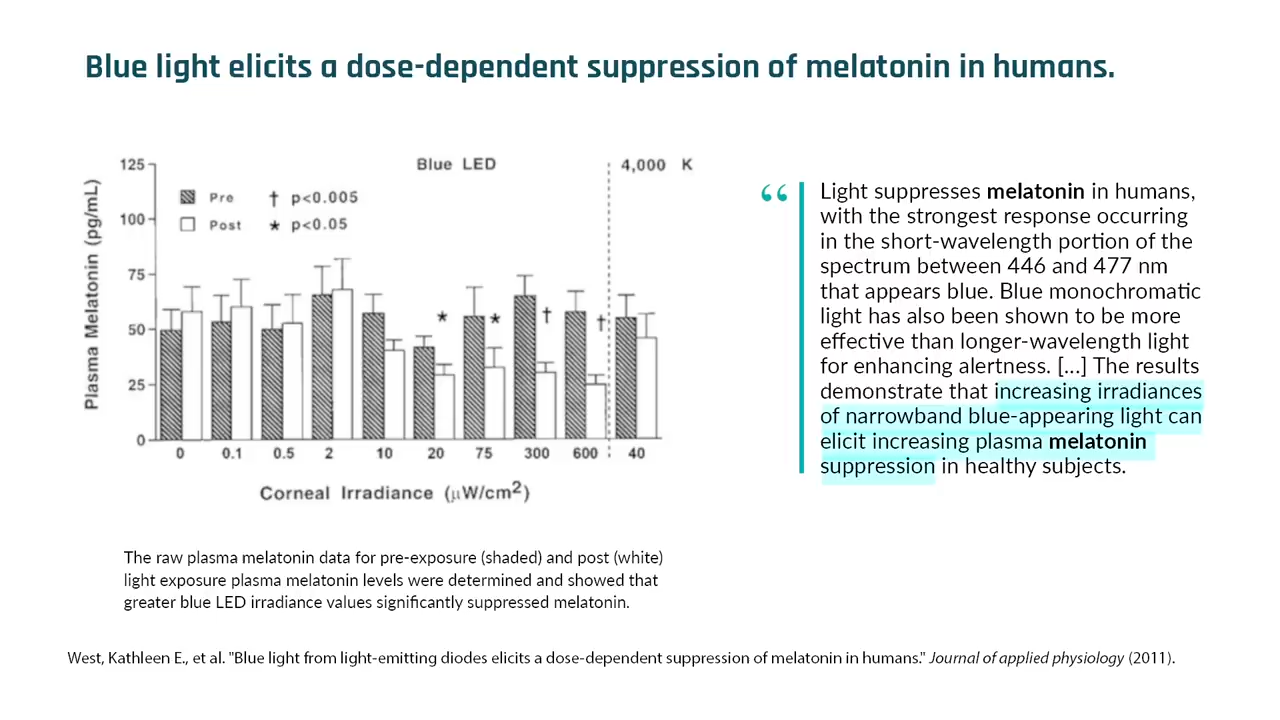 Blue light elicits a dose-dependent suppression of melatonin in humans.
Plasma Melatonin (pg/mL)
125
100
75
50
25
0
Blue LED
4,000 K
Pre † p<0.005
Post * p<0.05
* * † †
0 0.1 0.5 2 10 20 75 300 600 40
Corneal Irradiance (μW/cm²)
The raw plasma melatonin data for pre-exposure (shaded) and post (white)
light exposure plasma melatonin levels were determined and showed that
greater blue LED irradiance values significantly suppressed melatonin.
“
Light suppresses melatonin in humans,
with the strongest response occurring
in the short-wavelength portion of the
spectrum between 446 and 477 nm
that appears blue. Blue monochromatic
light has also been shown to be more
effective than longer-wavelength light
for enhancing alertness. [...] The results
demonstrate that increasing irradiances
of narrowband blue-appearing light can
elicit increasing plasma melatonin
suppression in healthy subjects.
West, Kathleen E., et al. "Blue light from light-emitting diodes elicits a dose-dependent suppression of melatonin in humans." Journal of applied physiology (2011).